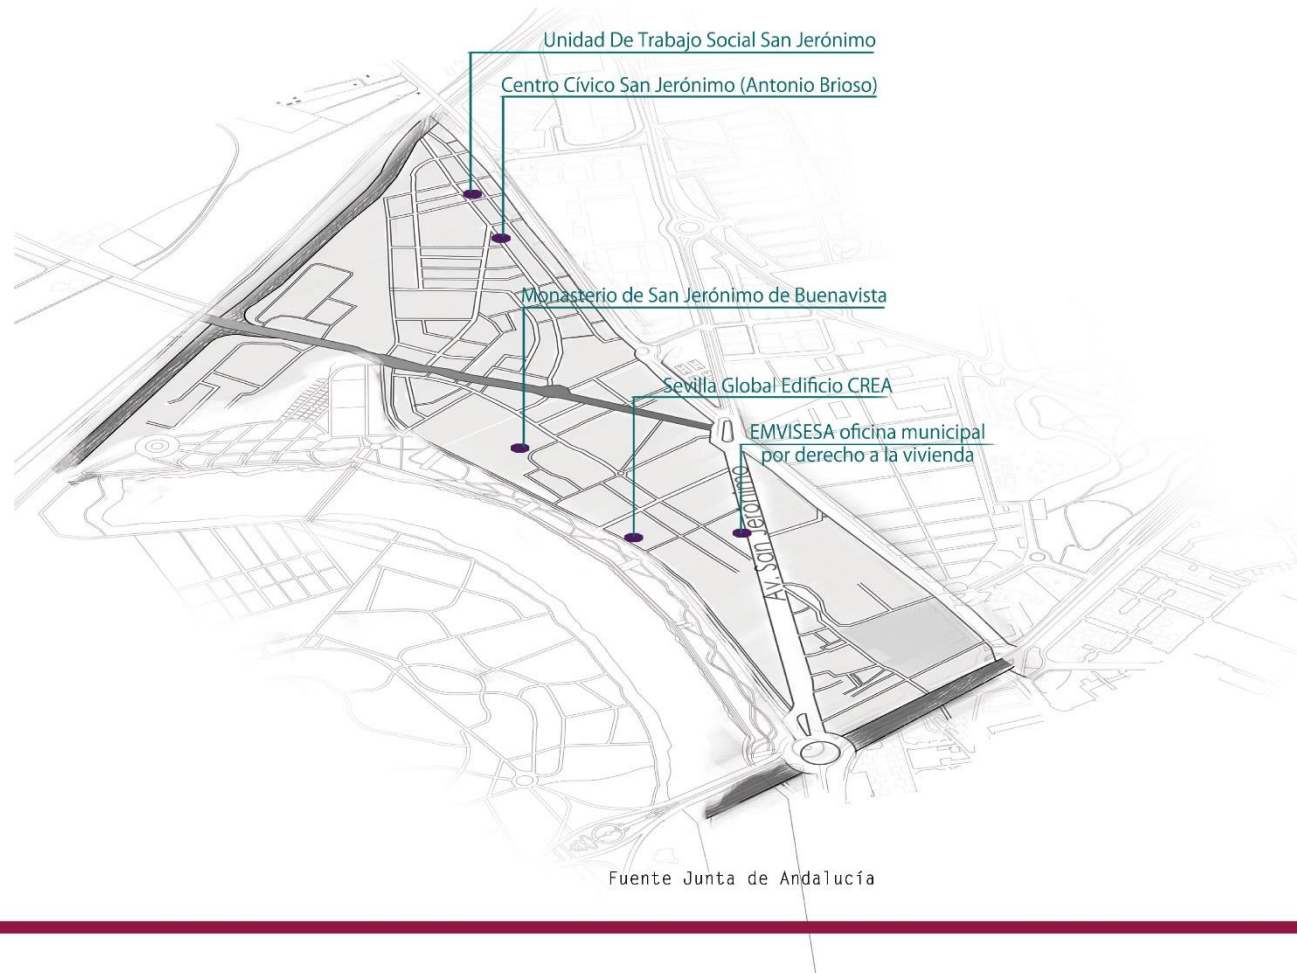 Unidad De Trabajo Social San Jerónimo
Centro Cívico San Jerónimo (Antonio Brioso)
Monasterio de San Jerónimo de Buenavista
Sevilla Global Edificio CREA
EMVISESA oficina municipal
por derecho a la vivienda
Av. San Jerónimo
Fuente Junta de Andalucía